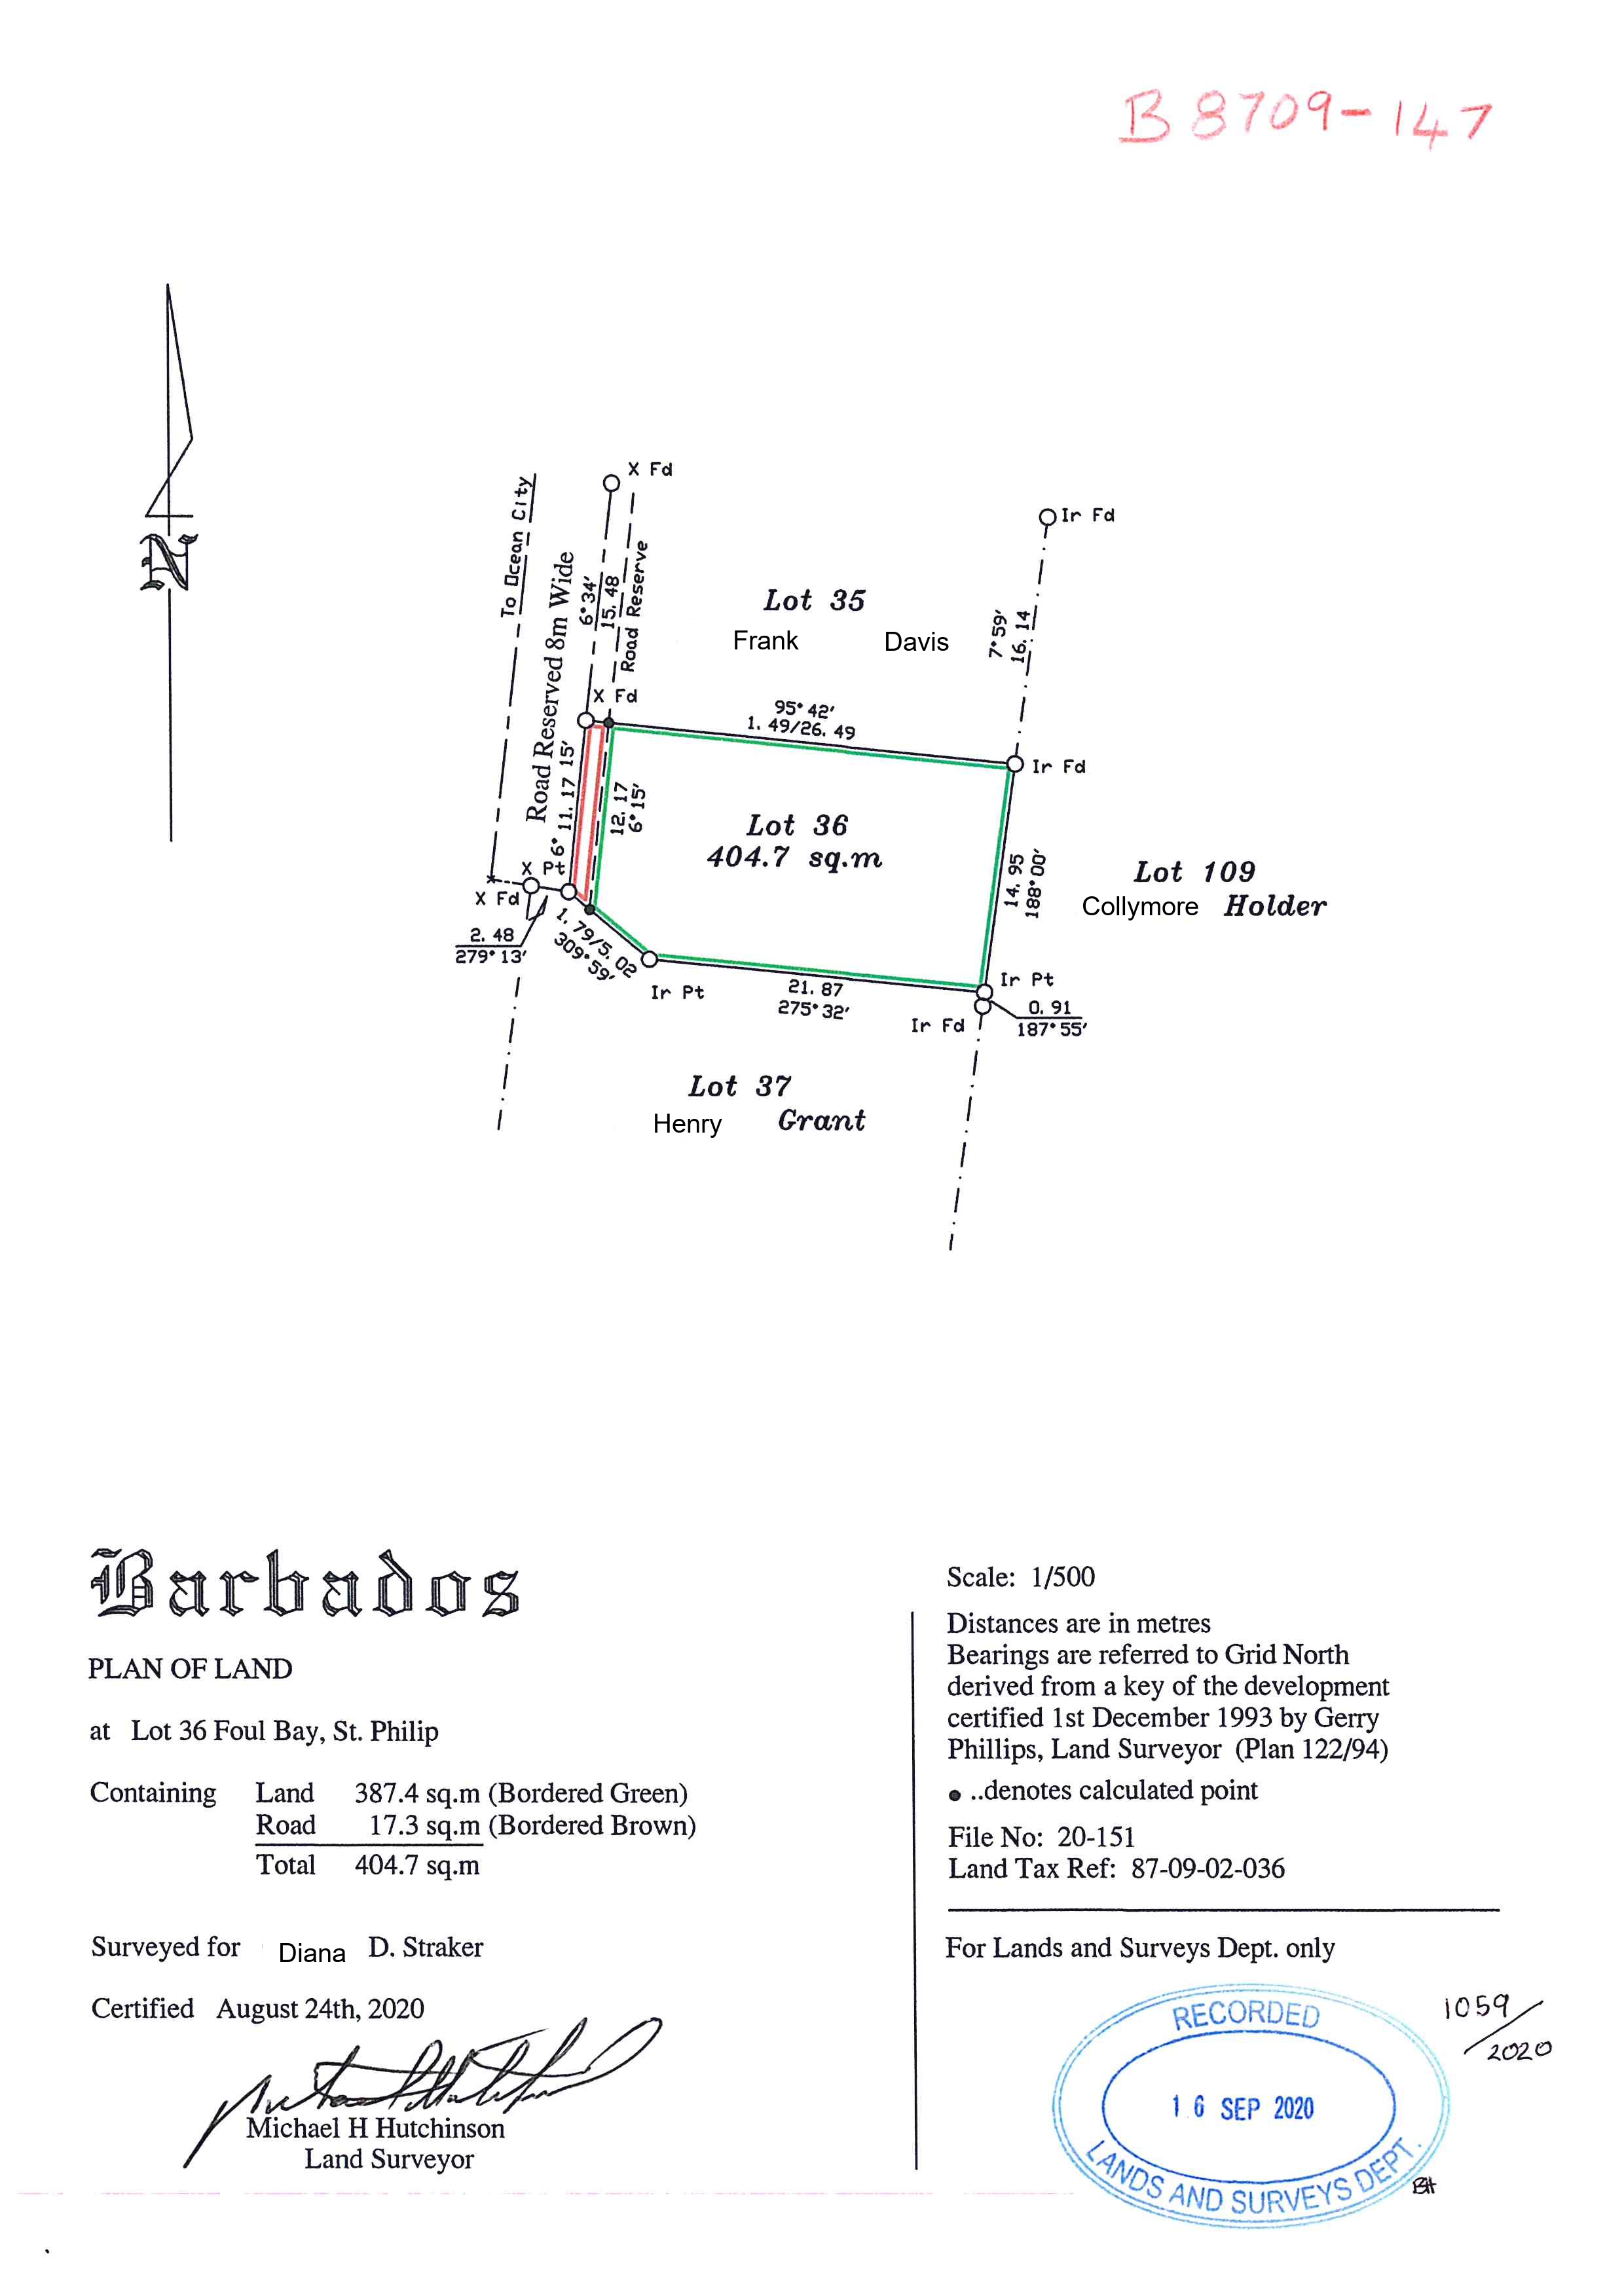 B 8709-147
N
X Fd
Ir Fd
To Ocean City
Road Reserved 8m Wide
6°34'
15.48
Road Reserve
Lot 35
Frank Davis
7°59'
16.14
X Fd
95°42'
1.49/26.49
Ir Fd
6° 11.17 15'
12.17
6°15'
Lot 36
404.7 sq.m
14.95
188°00'
Lot 109
Collymore Holder
X Pt
X Fd
2.48
279°13'
1.79/5.02
309°59'
Ir Pt
21.87
275°32'
Ir Pt
Ir Fd
0.91
187°55'
Lot 37
Henry Grant
Barbados
PLAN OF LAND
at Lot 36 Foul Bay, St. Philip
Containing Land 387.4 sq.m (Bordered Green)
Road 17.3 sq.m (Bordered Brown)
Total 404.7 sq.m
Surveyed for Diana D. Straker
Certified August 24th, 2020
Michael H Hutchinson
Land Surveyor
Scale: 1/500
Distances are in metres
Bearings are referred to Grid North
derived from a key of the development
certified 1st December 1993 by Gerry
Phillips, Land Surveyor (Plan 122/94)
● ..denotes calculated point
File No: 20-151
Land Tax Ref: 87-09-02-036
For Lands and Surveys Dept. only
RECORDED
16 SEP 2020
LANDS AND SURVEYS DEPT.
1059/2020